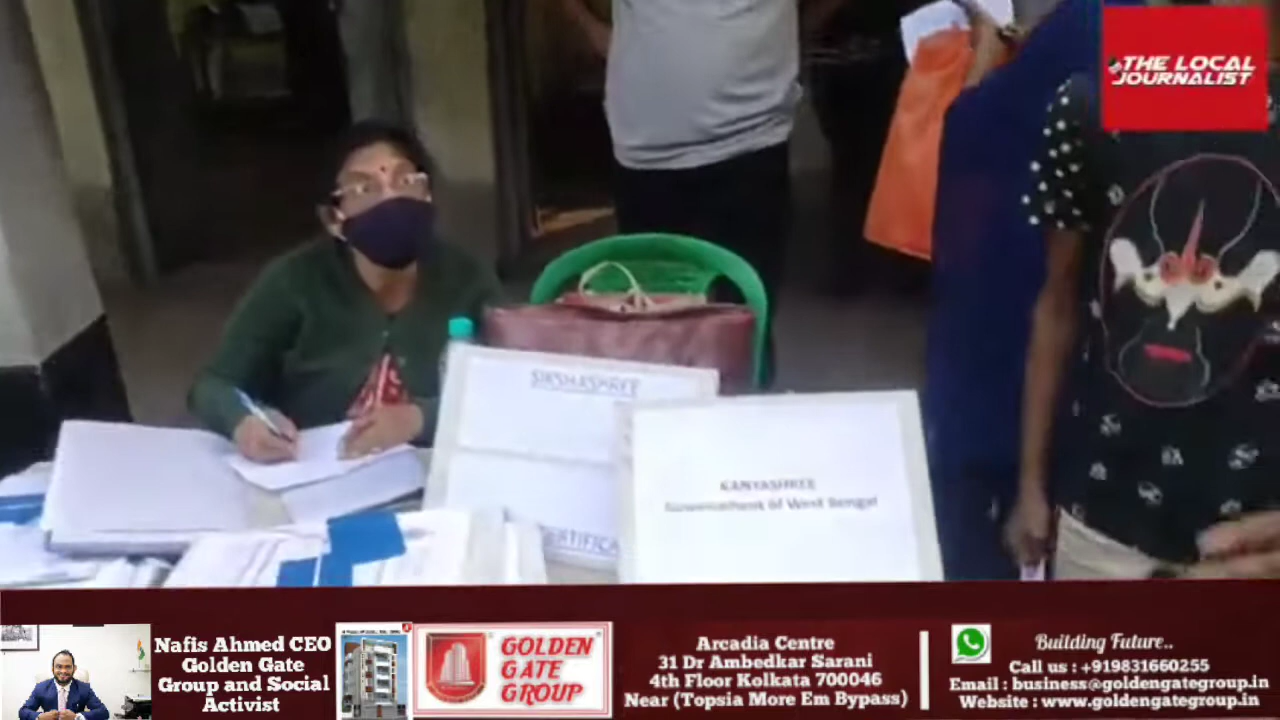 THE LOCAL
JOURNALIST
SIKSHASHREE
CERTIFICA
KANYASHREE
Government of West Bengal
Nafis Ahmed CEO
Golden Gate
Group and Social
Activist
GOLDEN
GATE
GROUP
Arcadia Centre
31 Dr Ambedkar Sarani
4th Floor Kolkata 700046
Near (Topsia More Em Bypass)
Building Future..
Call us : +919831660255
Email : business@goldengategroup.in
Website : www.goldengategroup.in